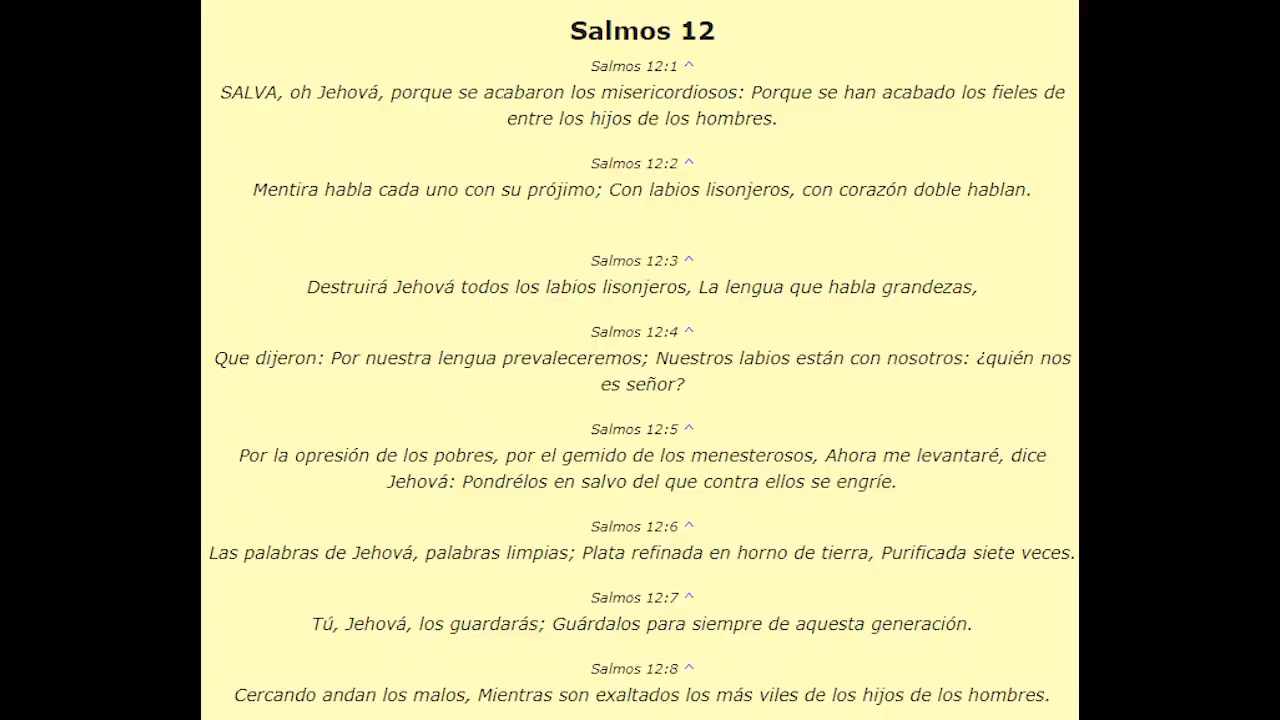 Salmos 12
Salmos 12:1 ^
SALVA, oh Jehová, porque se acabaron los misericordiosos: Porque se han acabado los fieles de
entre los hijos de los hombres.
Salmos 12:2 ^
Mentira habla cada uno con su prójimo; Con labios lisonjeros, con corazón doble hablan.
Salmos 12:3 ^
Destruirá Jehová todos los labios lisonjeros, La lengua que habla grandezas,
Salmos 12:4 ^
Que dijeron: Por nuestra lengua prevaleceremos; Nuestros labios están con nosotros: ¿quién nos
es señor?
Salmos 12:5 ^
Por la opresión de los pobres, por el gemido de los menesterosos, Ahora me levantaré, dice
Jehová: Pondrélos en salvo del que contra ellos se engríe.
Salmos 12:6 ^
Las palabras de Jehová, palabras limpias; Plata refinada en horno de tierra, Purificada siete veces.
Salmos 12:7 ^
Tú, Jehová, los guardarás; Guárdalos para siempre de aquesta generación.
Salmos 12:8 ^
Cercando andan los malos, Mientras son exaltados los más viles de los hijos de los hombres.